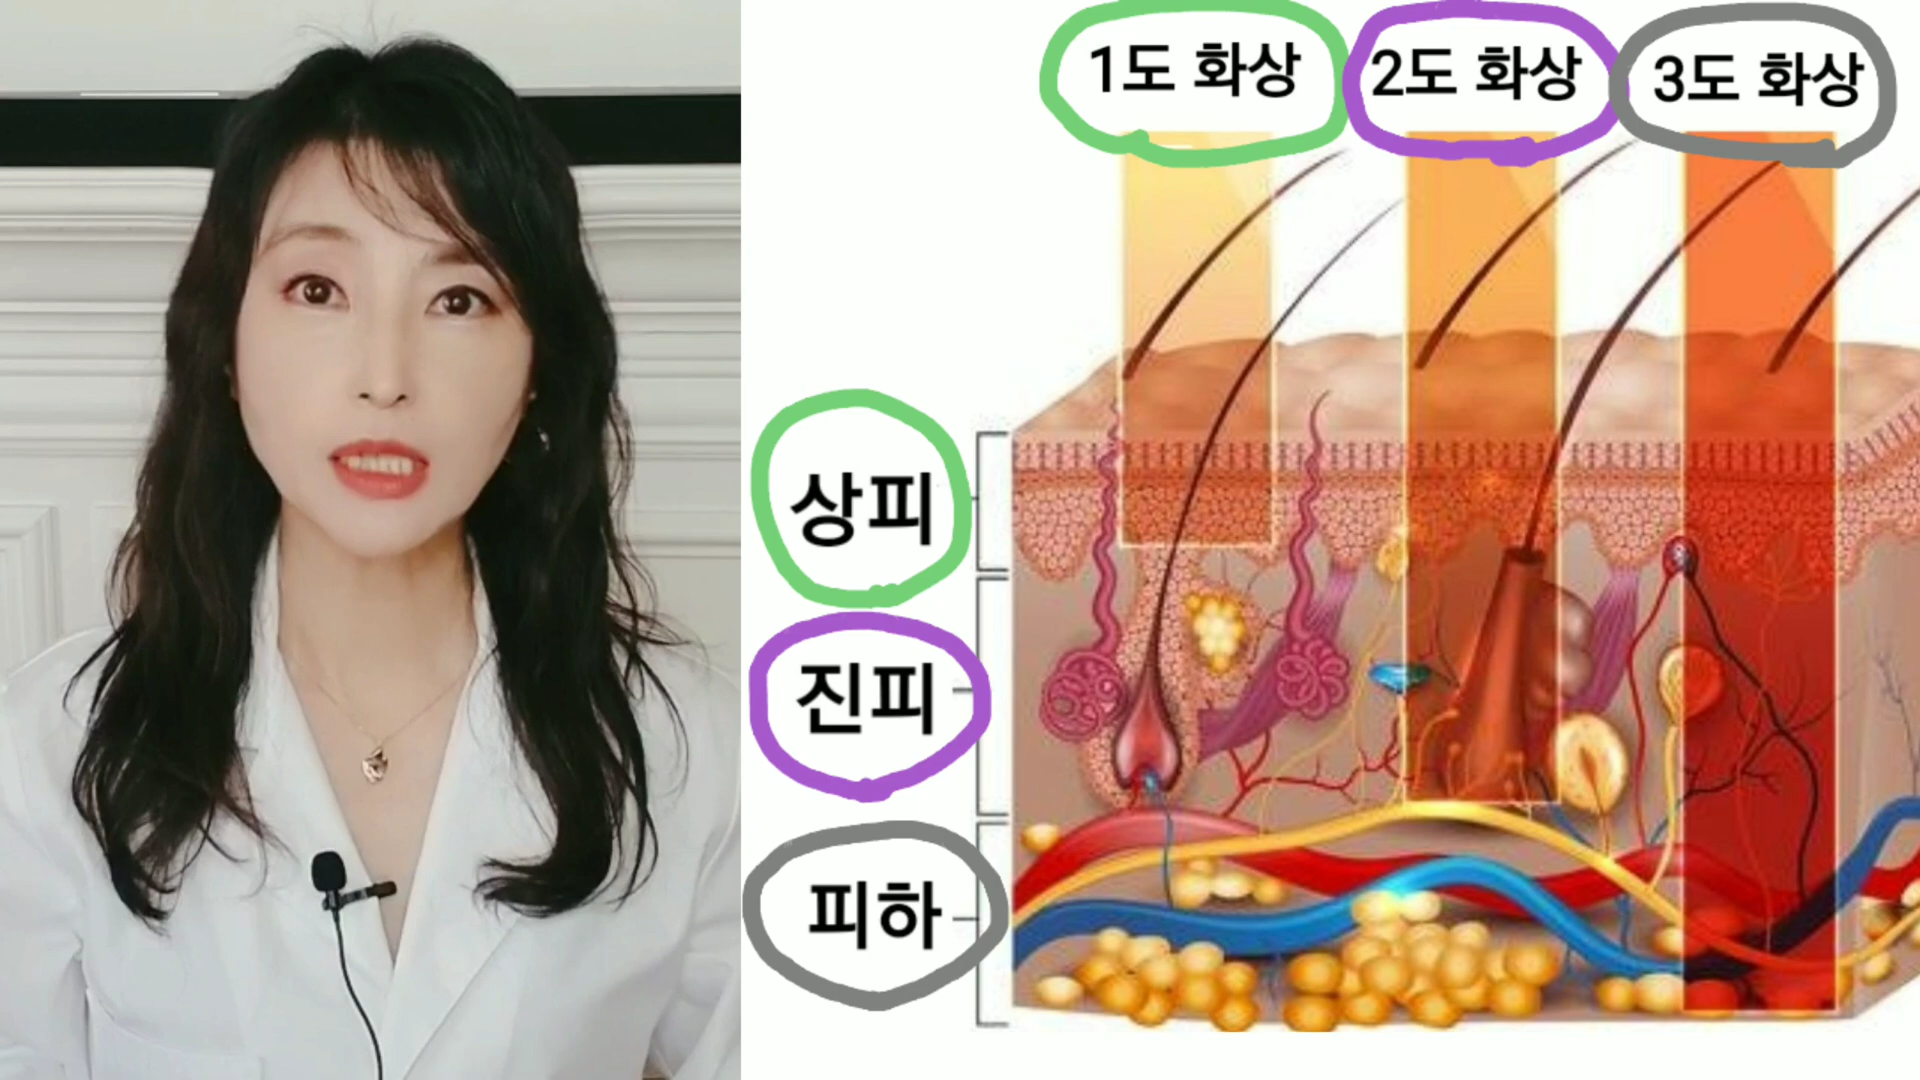 1도 화상
2도 화상
3도 화상
상피
진피
피하